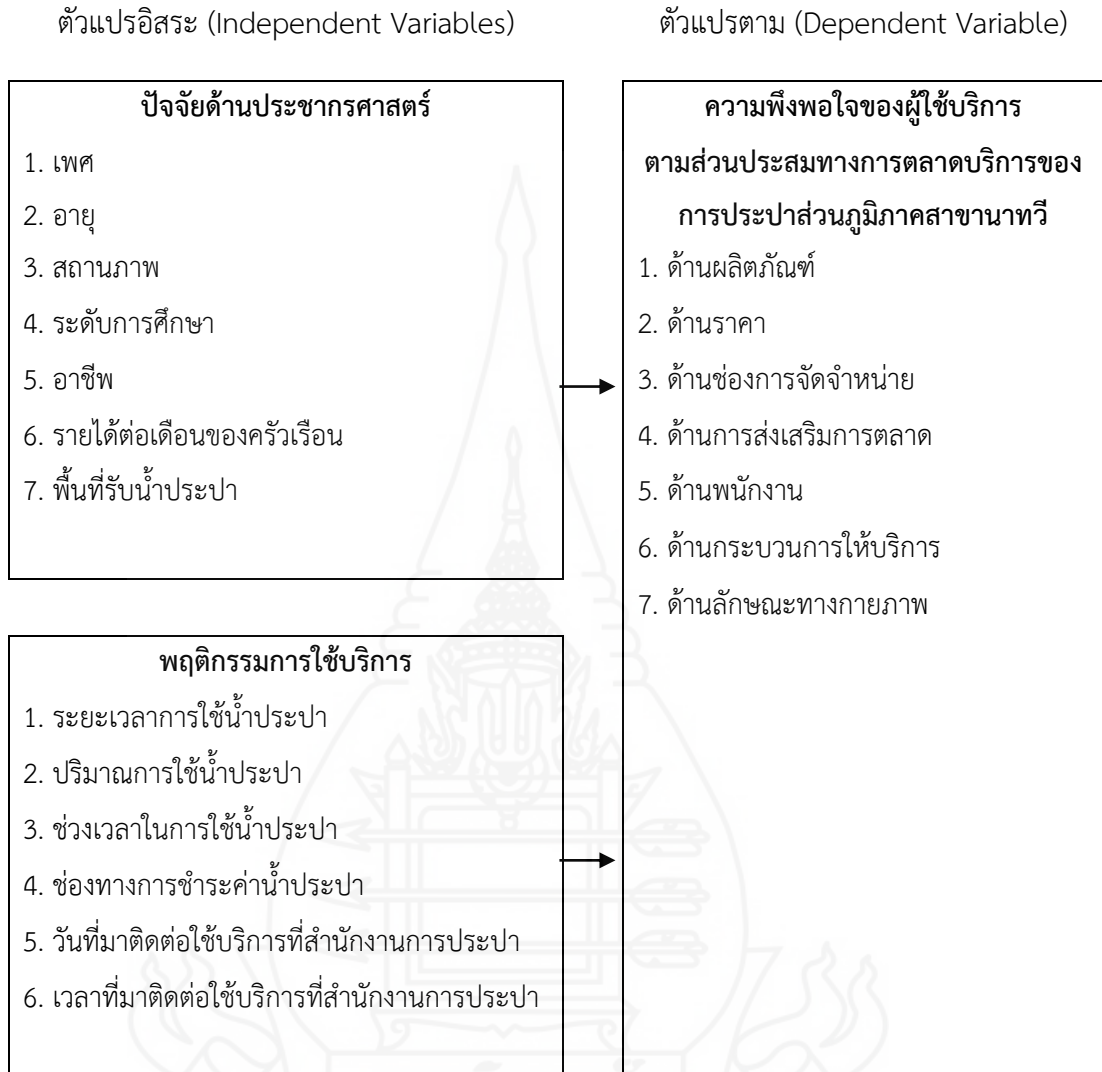 ตัวแปรอิสระ (Independent Variables)
ตัวแปรตาม (Dependent Variable)
ปัจจัยด้านประชากรศาสตร์
1. เพศ
2. อายุ
3. สถานภาพ
4. ระดับการศึกษา
5. อาชีพ
6. รายได้ต่อเดือนของครัวเรือน
7. พื้นที่รับน้ำประปา
พฤติกรรมการใช้บริการ
1. ระยะเวลาการใช้น้ำประปา
2. ปริมาณการใช้น้ำประปา
3. ช่วงเวลาในการใช้น้ำประปา
4. ช่องทางการชำระค่าน้ำประปา
5. วันที่มาติดต่อใช้บริการที่สำนักงานการประปา
6. เวลาที่มาติดต่อใช้บริการที่สำนักงานการประปา
ความพึงพอใจของผู้ใช้บริการ
ตามส่วนประสมทางการตลาดบริการของ
การประปาส่วนภูมิภาคสาขานาทวี
1. ด้านผลิตภัณฑ์
2. ด้านราคา
3. ด้านช่องการจัดจำหน่าย
4. ด้านการส่งเสริมการตลาด
5. ด้านพนักงาน
6. ด้านกระบวนการให้บริการ
7. ด้านลักษณะทางกายภาพ